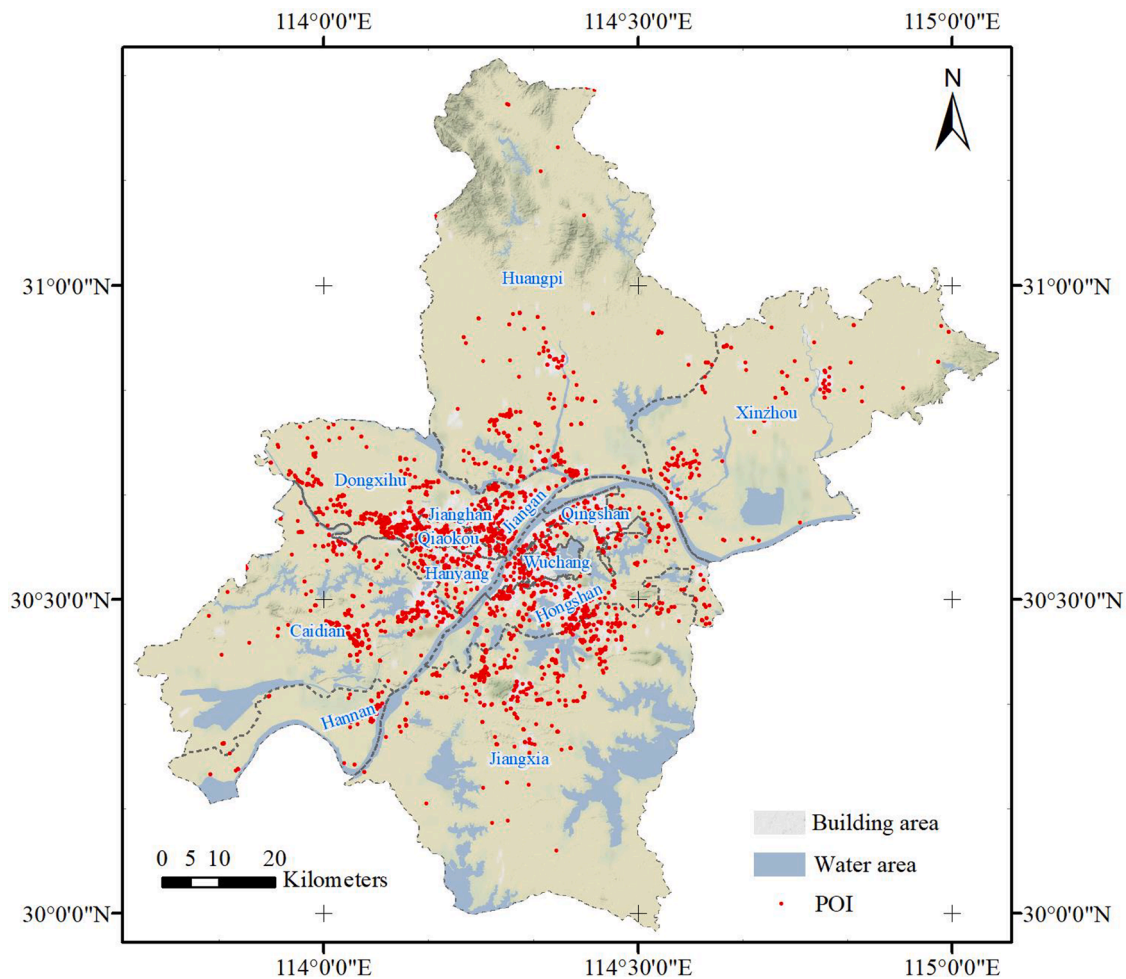 114°0'0"E 114°30'0"E 115°0'0"E
N
Huangpi
31°0'0"N 31°0'0"N
Xinzhou
Dongxihu
Jianghan Jiangan Qingshan
Qiaokou
Wuchang
Hanyang
30°30'0"N Hongshan 30°30'0"N
Caidian
Hannan
Jiangxia
Building area
0 5 10 20
Kilometers
Water area
POI
30°0'0"N 30°0'0"N
114°0'0"E 114°30'0"E 115°0'0"E